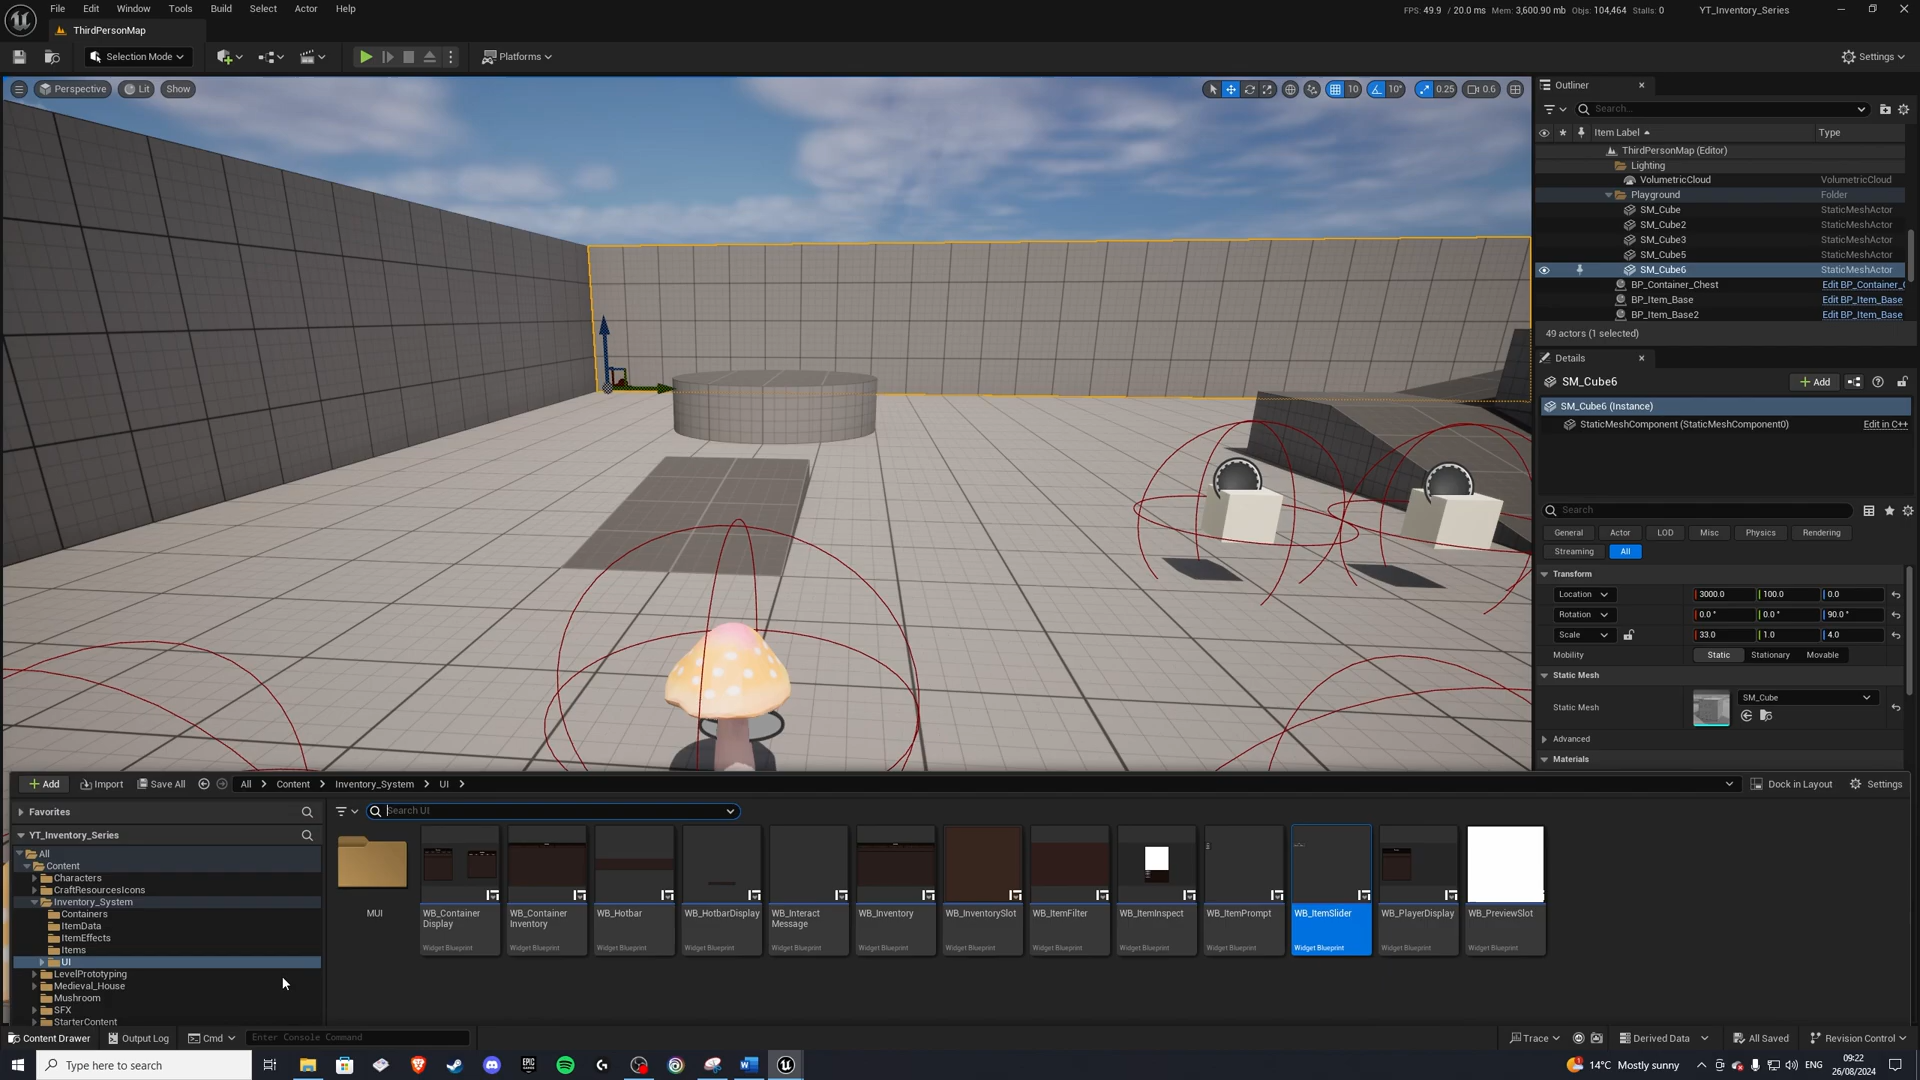 File Edit Window Tools Build Select Actor Help
FPS: 49.9 / 20.0 ms Mem: 3,600.90 mb Objs: 104,464 Stalls: 0
YT_Inventory_Series
ThirdPersonMap
Selection Mode
Platforms
Settings
Perspective
Lit
Show
10
10°
0.25
0.6
Outliner
Search...
Item Label
Type
ThirdPersonMap (Editor)
Lighting
VolumetricCloud VolumetricCloud
Playground Folder
SM_Cube StaticMeshActor
SM_Cube2 StaticMeshActor
SM_Cube3 StaticMeshActor
SM_Cube5 StaticMeshActor
SM_Cube6 StaticMeshActor
BP_Container_Chest Edit BP_Container_C
BP_Item_Base Edit BP_Item_Base
BP_Item_Base2 Edit BP_Item_Base
49 actors (1 selected)
Details
SM_Cube6
Add
SM_Cube6 (Instance)
StaticMeshComponent (StaticMeshComponent0) Edit in C++
Search
General Actor LOD Misc Physics Rendering
Streaming All
Transform
Location 3000.0 100.0 0.0
Rotation 0.0 ° 0.0 ° 90.0 °
Scale 33.0 1.0 4.0
Mobility Static Stationary Movable
Static Mesh
Static Mesh SM_Cube
Advanced
Materials
Add Import Save All All Content Inventory_System UI
Dock in Layout Settings
Favorites
Search UI
YT_Inventory_Series
All
Content
Characters
CraftResourcesIcons
Inventory_System
Containers
ItemData
ItemEffects
Items
UI
LevelPrototyping
Medieval_House
Mushroom
SFX
StarterContent
MUI
WB_Container
Display
Widget Blueprint
WB_Container
Inventory
Widget Blueprint
WB_Hotbar
Widget Blueprint
WB_HotbarDisplay
Widget Blueprint
WB_Interact
Message
Widget Blueprint
WB_Inventory
Widget Blueprint
WB_InventorySlot
Widget Blueprint
WB_ItemFilter
Widget Blueprint
WB_ItemInspect
Widget Blueprint
WB_ItemPrompt
Widget Blueprint
WB_ItemSlider
Widget Blueprint
WB_PlayerDisplay
Widget Blueprint
WB_PreviewSlot
Widget Blueprint
Content Drawer Output Log Cmd Enter Console Command
Trace Derived Data All Saved Revision Control
Type here to search
EPIC
GAMES
14°C Mostly sunny
ENG
09:22
26/08/2024